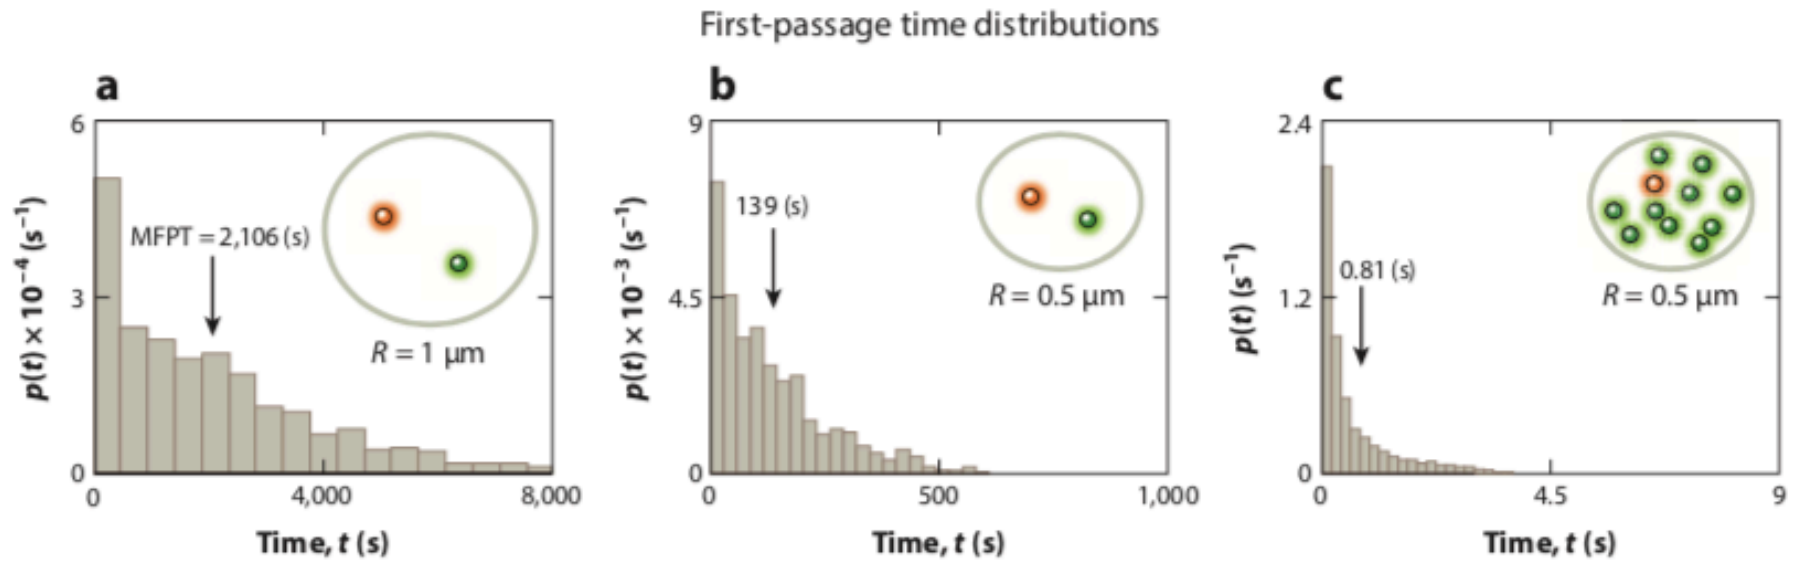 First-passage time distributions
a
6
3
0
p(t) × 10⁻⁴ (s⁻¹)
MFPT = 2,106 (s)
R = 1 μm
0
4,000
8,000
Time, t (s)
b
9
4.5
0
p(t) × 10⁻³ (s⁻¹)
139 (s)
R = 0.5 μm
0
500
1,000
Time, t (s)
c
2.4
1.2
0
p(t) (s⁻¹)
0.81 (s)
R = 0.5 μm
0
4.5
9
Time, t (s)